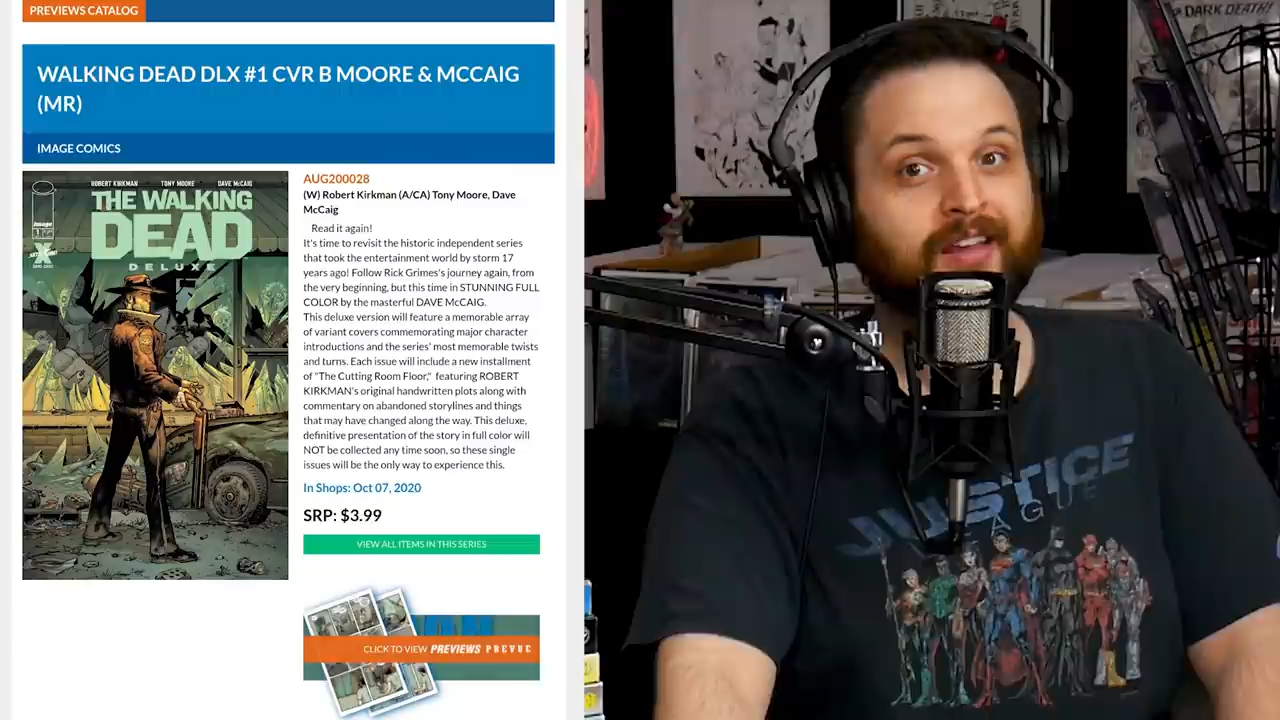 PREVIEWS CATALOG
WALKING DEAD DLX #1 CVR B MOORE & MCCAIG
(MR)
IMAGE COMICS
ROBERT KIRKMAN TONY MOORE DAVE McCAIG
THE WALKING
DEAD
DELUXE
image
1
AUG200028
(W) Robert Kirkman (A/CA) Tony Moore, Dave
McCaig
Read it again!
It's time to revisit the historic independent series
that took the entertainment world by storm 17
years ago! Follow Rick Grimes's journey again, from
the very beginning, but this time in STUNNING FULL
COLOR by the masterful DAVE McCAIG.
This deluxe version will feature a memorable array
of variant covers commemorating major character
introductions and the series' most memorable twists
and turns. Each issue will include a new installment
of "The Cutting Room Floor," featuring ROBERT
KIRKMAN's original handwritten plots along with
commentary on abandoned storylines and things
that may have changed along the way. This deluxe,
definitive presentation of the story in full color will
NOT be collected any time soon, so these single
issues will be the only way to experience this.
In Shops: Oct 07, 2020
SRP: $3.99
VIEW ALL ITEMS IN THIS SERIES
CLICK TO VIEW PREVIEWS PREVUE
DARK DEATH!
JUSTICE
LEAGUE